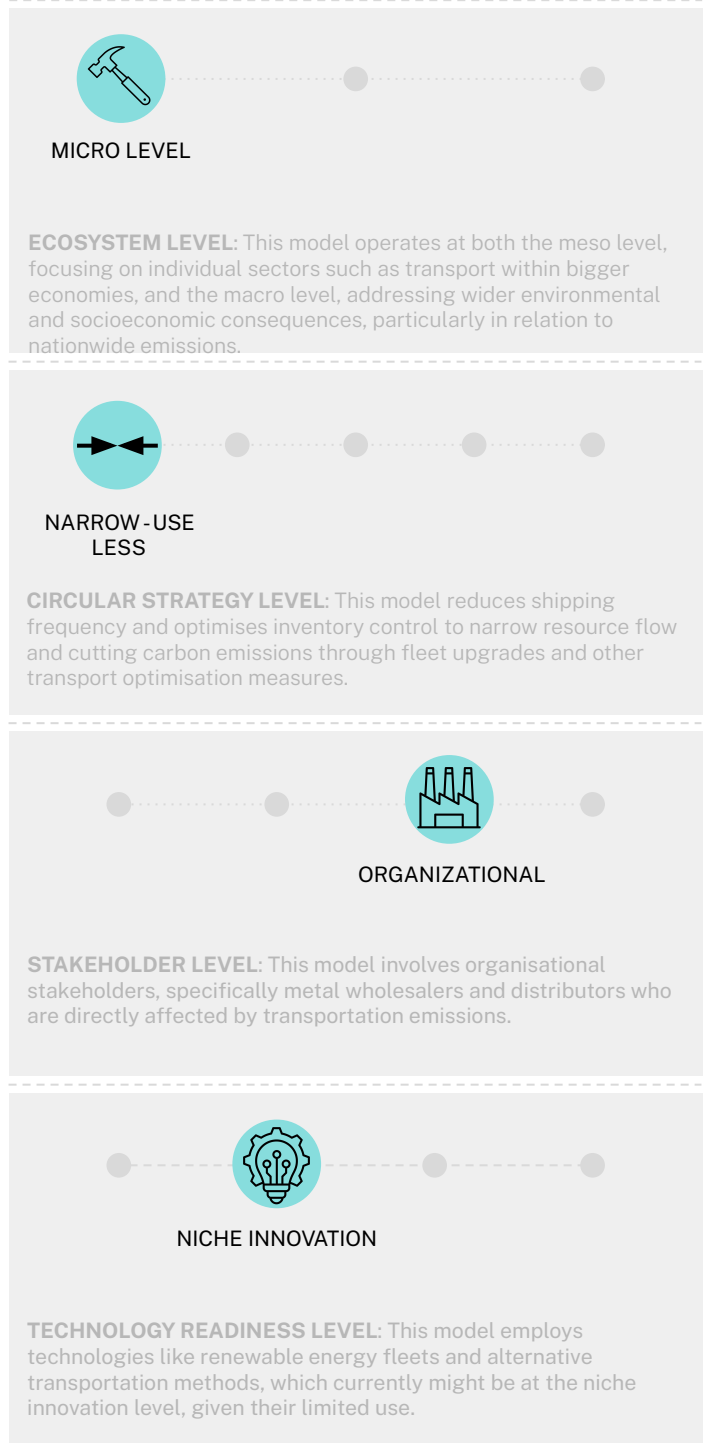 MICRO LEVEL
ECOSYSTEM LEVEL: This model operates at both the meso level,
focusing on individual sectors such as transport within bigger
economies, and the macro level, addressing wider environmental
and socioeconomic consequences, particularly in relation to
nationwide emissions.
NARROW-USE
LESS
CIRCULAR STRATEGY LEVEL: This model reduces shipping
frequency and optimises inventory control to narrow resource flow
and cutting carbon emissions through fleet upgrades and other
transport optimisation measures.
ORGANIZATIONAL
STAKEHOLDER LEVEL: This model involves organisational
stakeholders, specifically metal wholesalers and distributors who
are directly affected by transportation emissions.
NICHE INNOVATION
TECHNOLOGY READINESS LEVEL: This model employs
technologies like renewable energy fleets and alternative
transportation methods, which currently might be at the niche
innovation level, given their limited use.